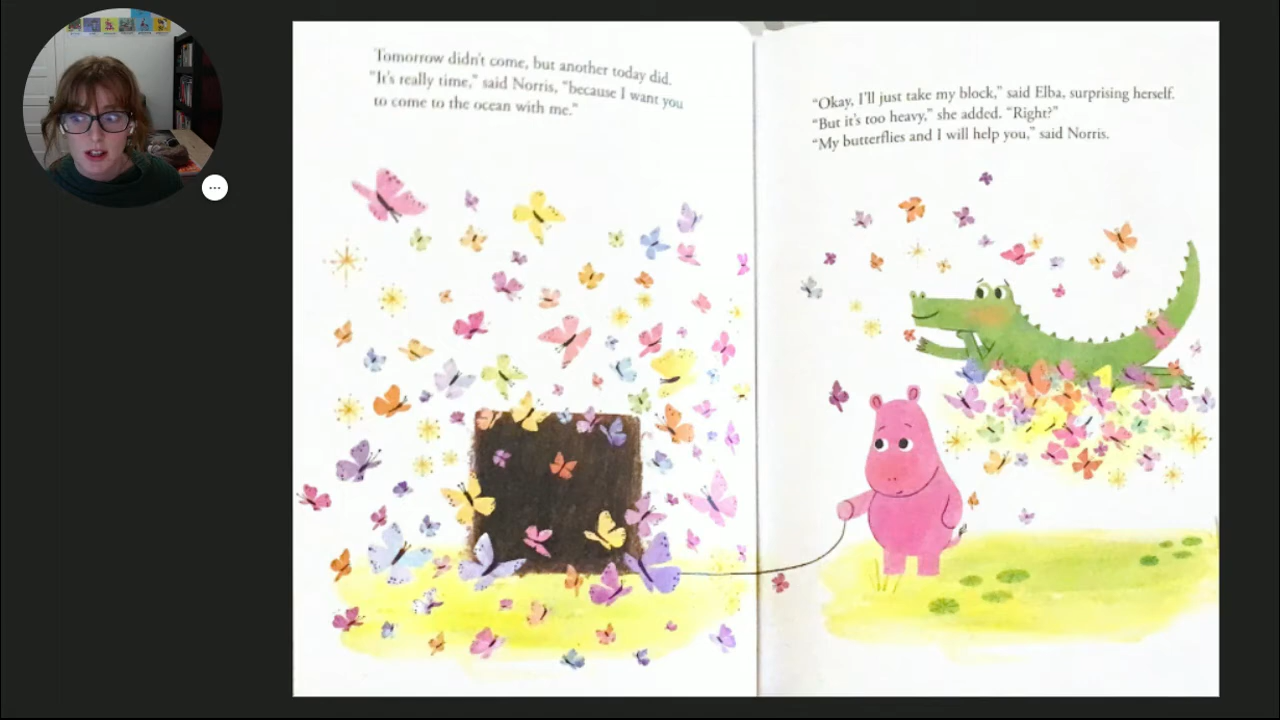 Tomorrow didn't come, but another today did.
"It's really time," said Norris, "because I want you
to come to the ocean with me."
"Okay, I'll just take my block," said Elba, surprising herself.
"But it's too heavy," she added. "Right?"
"My butterflies and I will help you," said Norris.